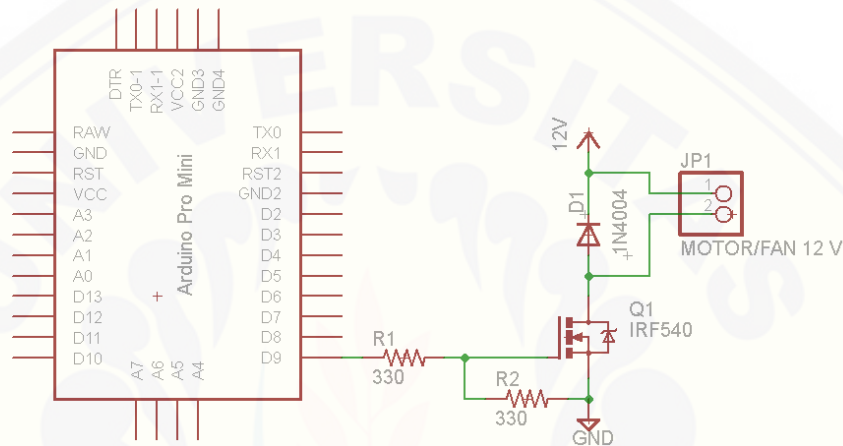 DTR
TX0-1
RX1-1
VCC2
GND3
GND4
RAW
GND
RST
VCC
A3
A2
A1
A0
D13
D12
D11
D10
Arduino Pro Mini
TX0
RX1
RST2
GND2
D2
D3
D4
D5
D6
D7
D8
D9
A7
A6
A5
A4
R1
330
R2
330
12V
D1
1N4004
JP1
1
2
MOTOR/FAN 12 V
Q1
IRF540
GND
UNIVERSITAS